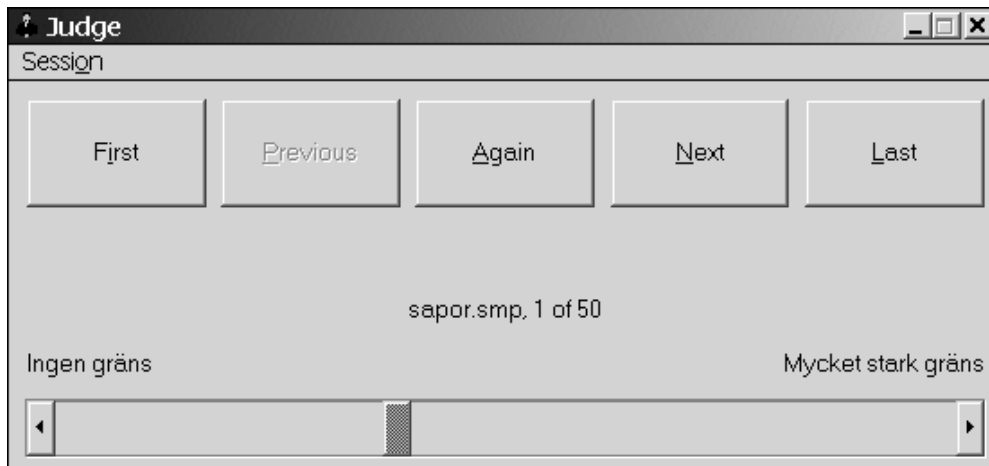 Judge
Session
First Previous Again Next Last
sapor.smp, 1 of 50
Ingen gräns Mycket stark gräns